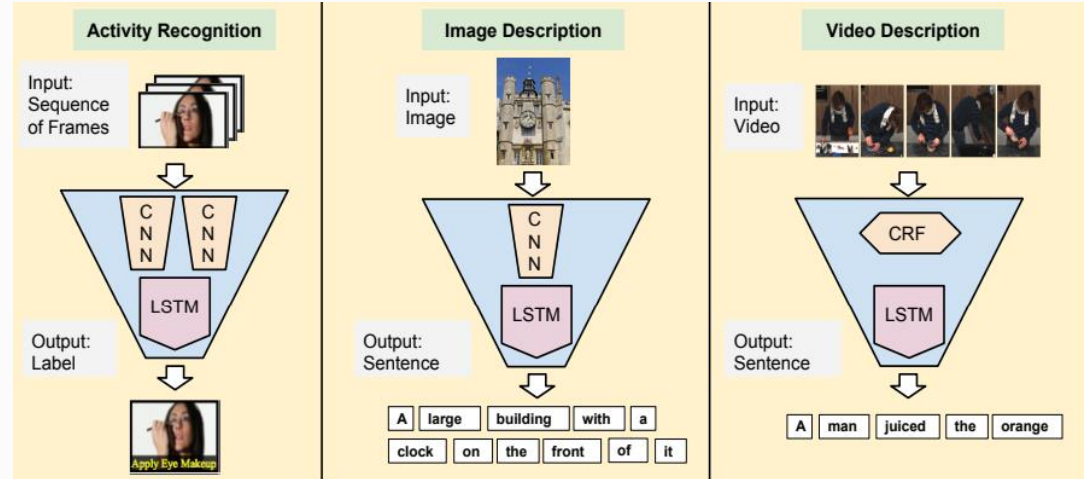 Activity Recognition
Input:
Sequence
of Frames
C
N
N
C
N
N
LSTM
Output:
Label
Apply Eye Makeup
Image Description
Input:
Image
C
N
N
LSTM
Output:
Sentence
A large building with a
clock on the front of it
Video Description
Input:
Video
CRF
LSTM
Output:
Sentence
A man juiced the orange